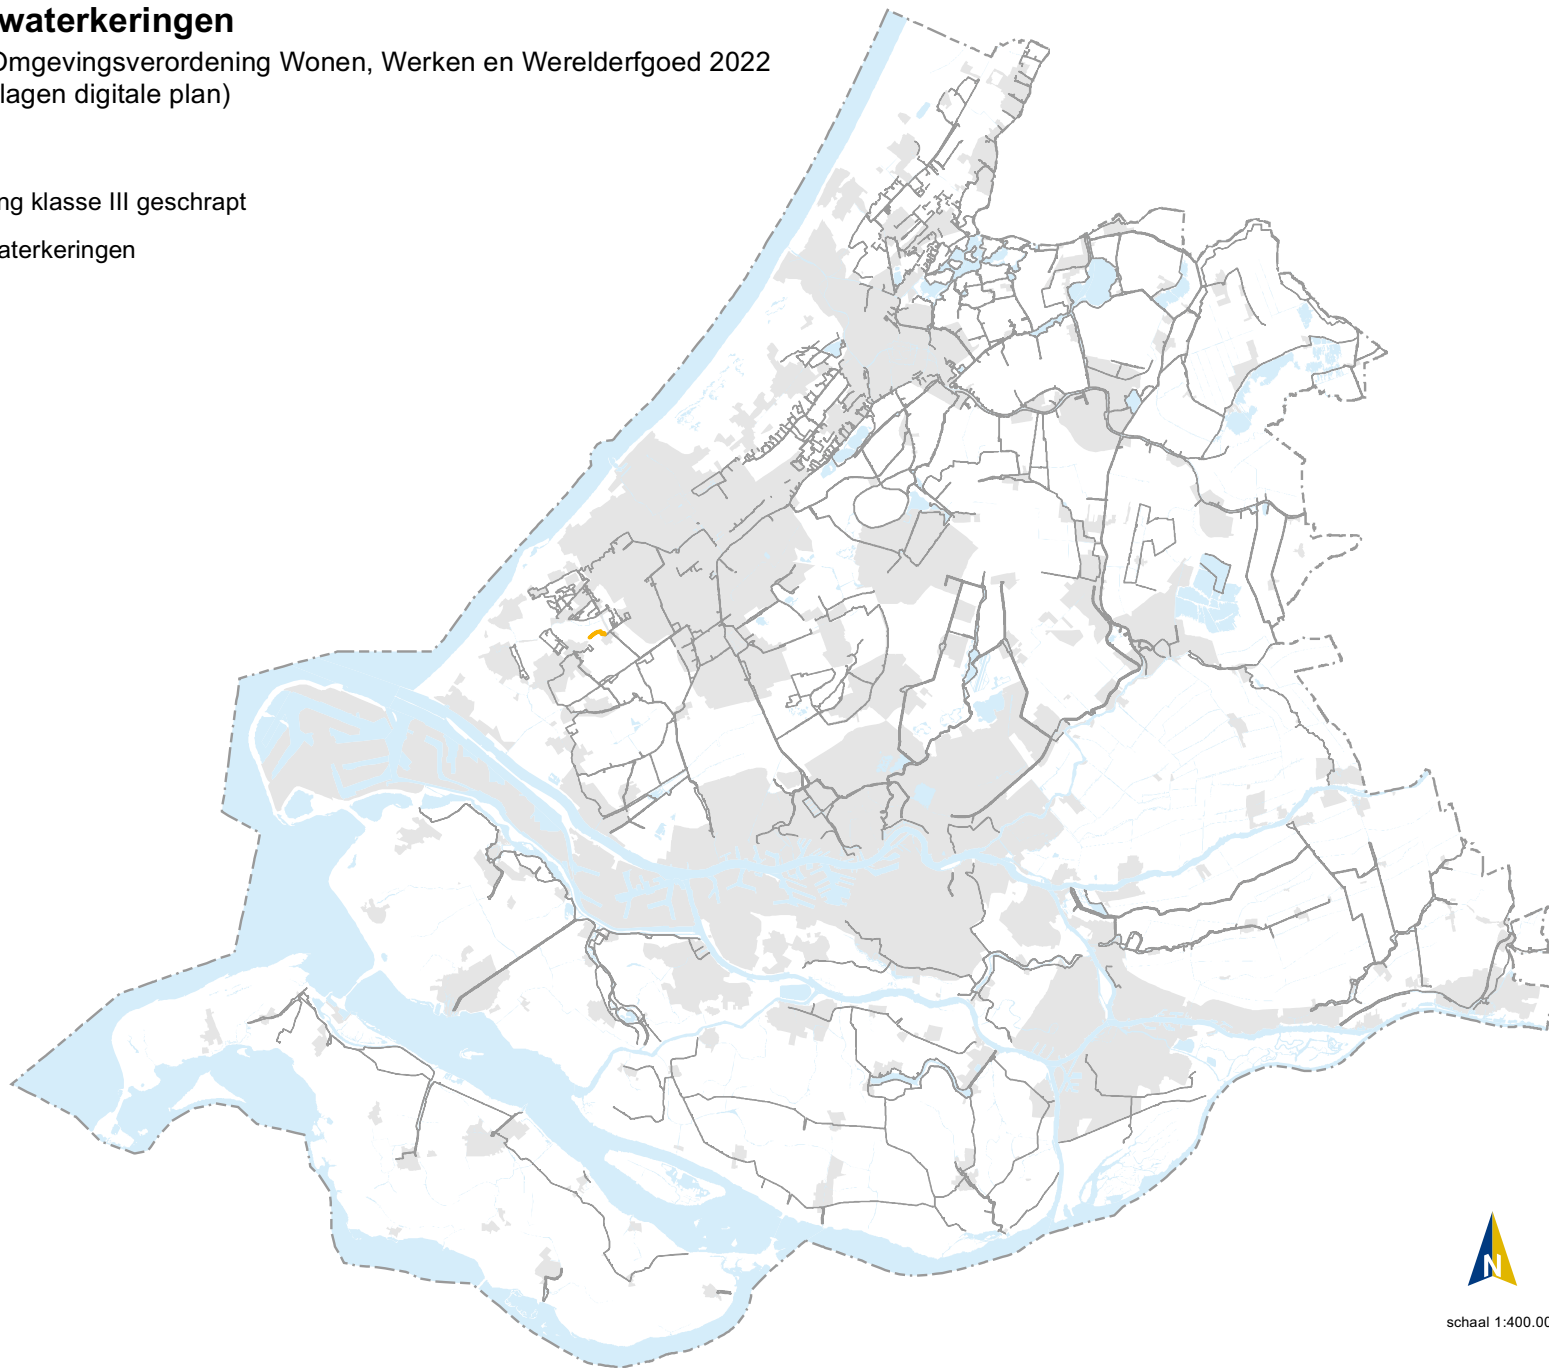 waterkeringen
Omgevingsverordening Wonen, Werken en Werelderfgoed 2022
lagen digitale plan)
ng klasse III geschrapt
aterkeringen
N
schaal 1:400.00